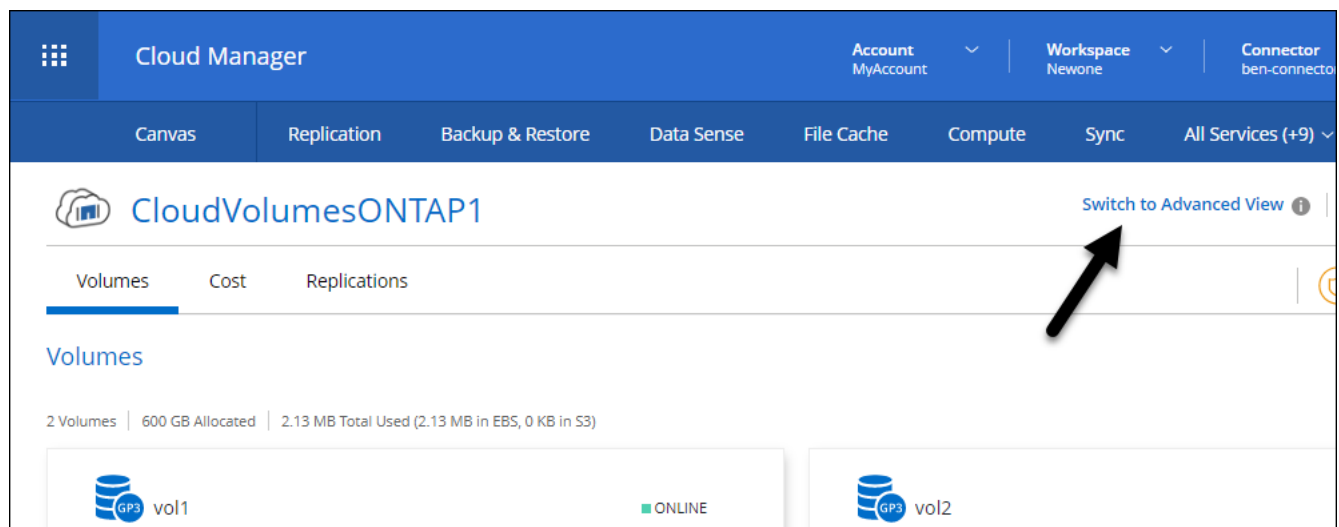 Cloud Manager
Account
MyAccount
Workspace
Newone
Connector
ben-connector
Canvas Replication Backup & Restore Data Sense File Cache Compute Sync All Services (+9)
CloudVolumesONTAP1
Switch to Advanced View
Volumes Cost Replications
Volumes
2 Volumes | 600 GB Allocated | 2.13 MB Total Used (2.13 MB in EBS, 0 KB in S3)
GP3 vol1 ONLINE
GP3 vol2